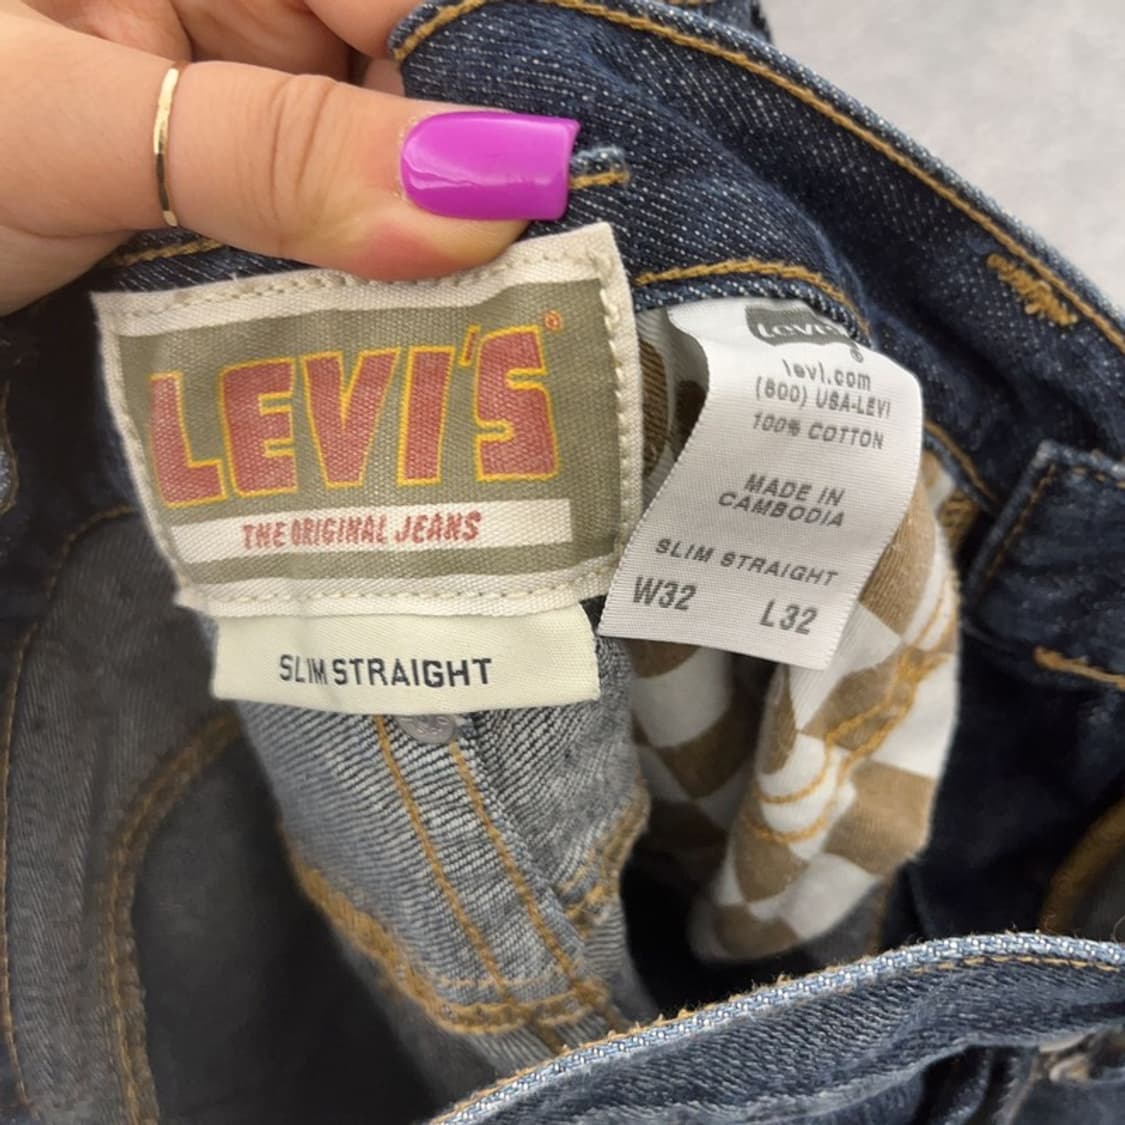 LEVI'S®
THE ORIGINAL JEANS
SLIM STRAIGHT
Levi's®
levi.com
(800) USA-LEVI
100% COTTON
MADE IN
CAMBODIA
SLIM STRAIGHT
W32 L32